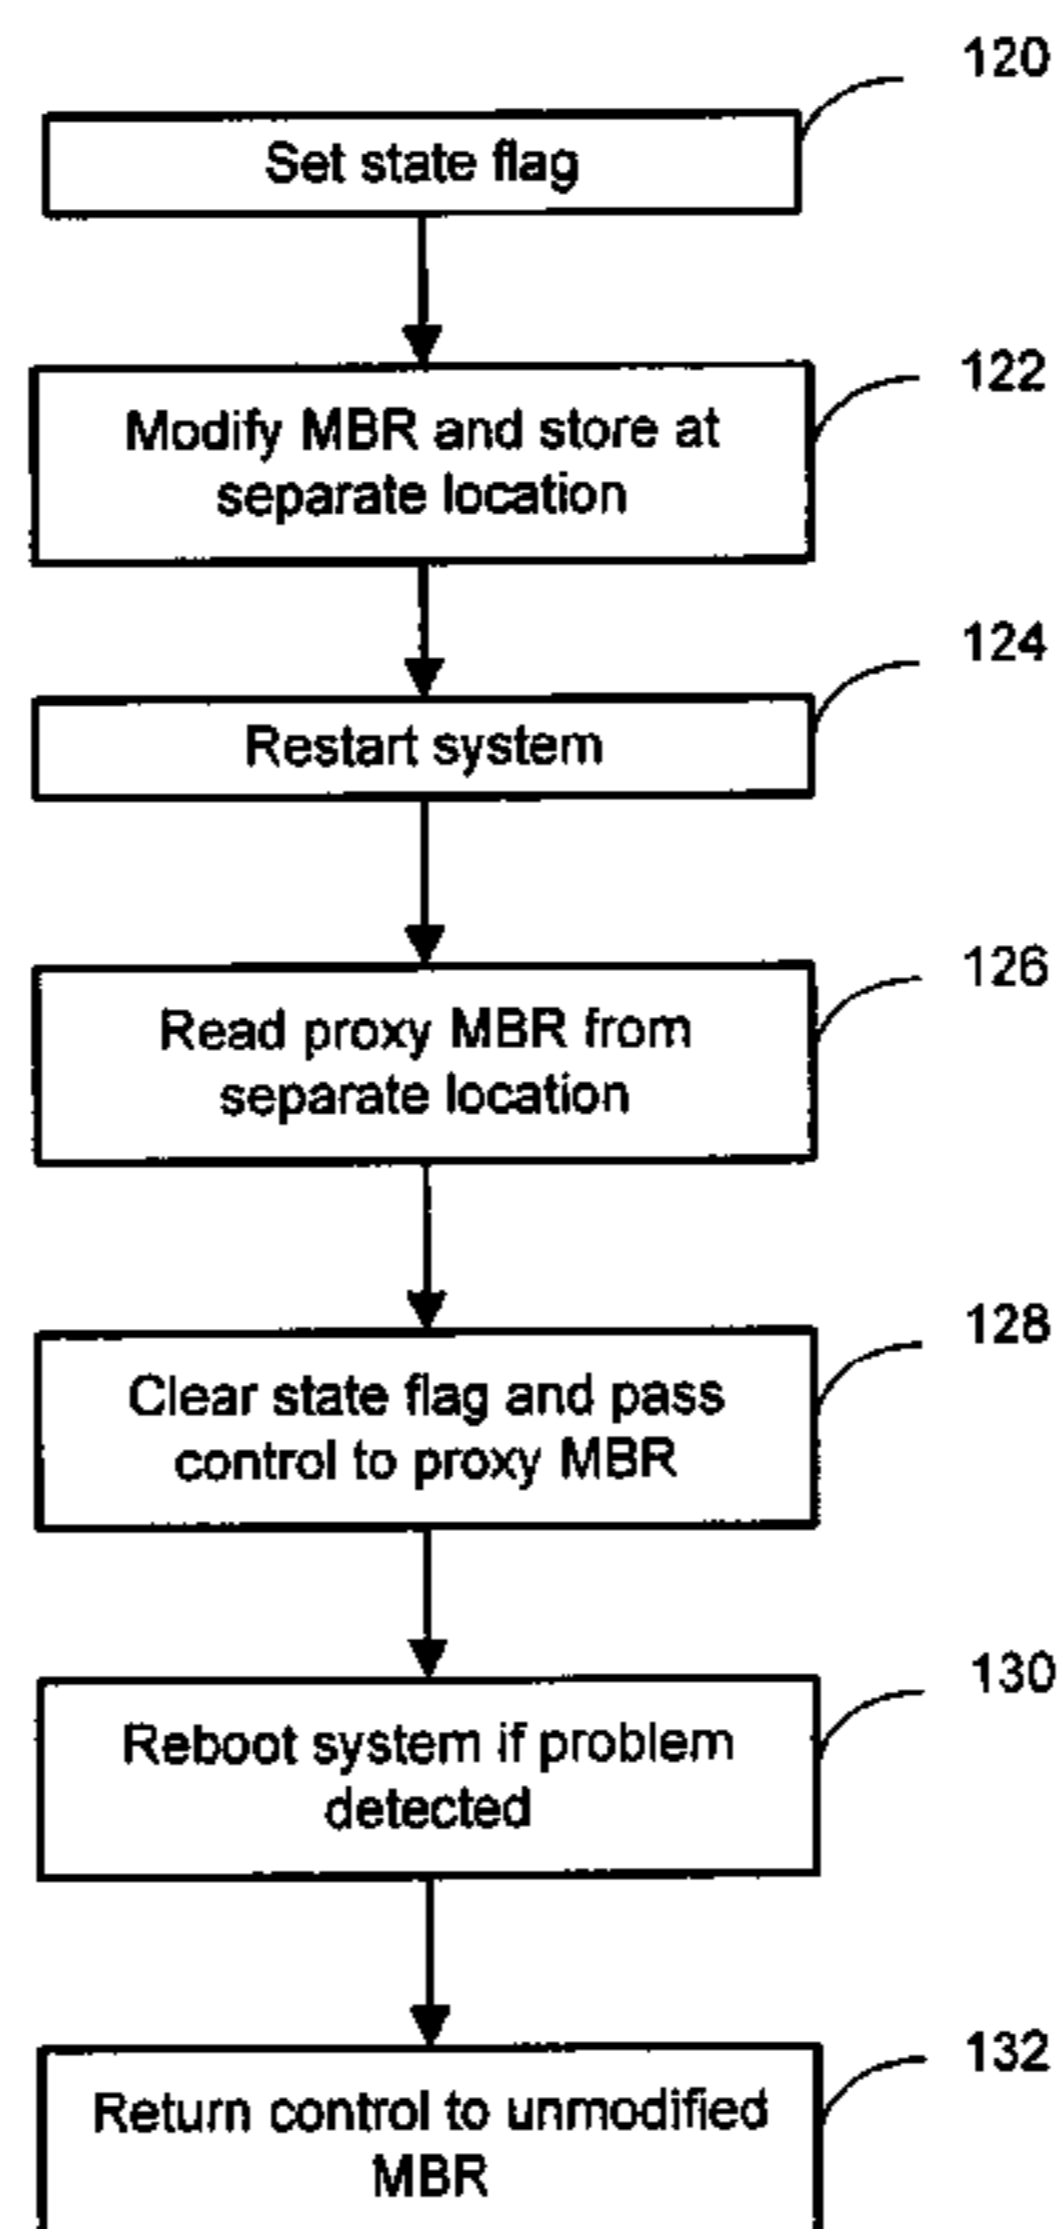 120
Set state flag
122
Modify MBR and store at
separate location
124
Restart system
126
Read proxy MBR from
separate location
128
Clear state flag and pass
control to proxy MBR
130
Reboot system if problem
detected
132
Return control to unmodified
MBR